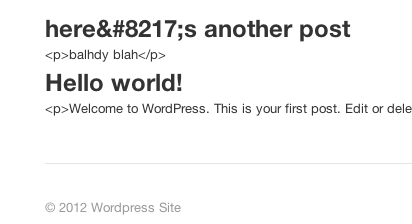 here&#8217;s another post
<p>balhdy blah</p>
Hello world!
<p>Welcome to WordPress. This is your first post. Edit or dele
© 2012 Wordpress Site